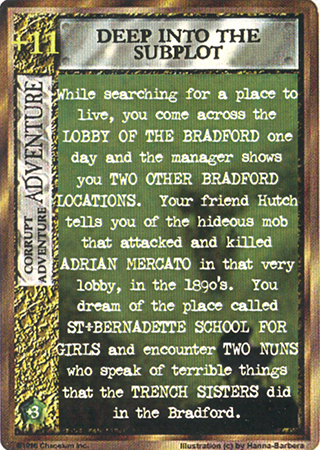 +11
DEEP INTO THE
SUBPLOT
CORRUPT
ADVENTURE
ADVENTURE
While searching for a place to
live, you come across the
LOBBY OF THE BRADFORD one
day and the manager shows
you TWO OTHER BRADFORD
LOCATIONS. Your friend Hutch
tells you of the hideous mob
that attacked and killed
ADRIAN MERCATO in that very
lobby, in the 1890's. You
dream of the place called
ST+BERNADETTE SCHOOL FOR
GIRLS and encounter TWO NUNS
who speak of terrible things
that the TRENCH SISTERS did
in the Bradford.
+3
©1996 Chaosium Inc.
Illustration (c) by Hanna-Barbera